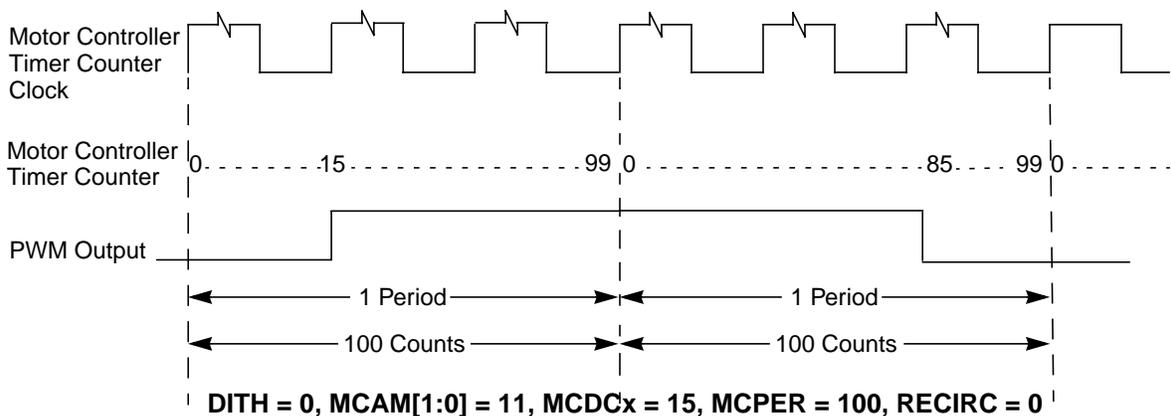 Motor Controller
Timer Counter
Clock
Motor Controller
Timer Counter
0 15 99 0 85 99 0
PWM Output
1 Period 1 Period
100 Counts 100 Counts
DITH = 0, MCAM[1:0] = 11, MCDCx = 15, MCPER = 100, RECIRC = 0